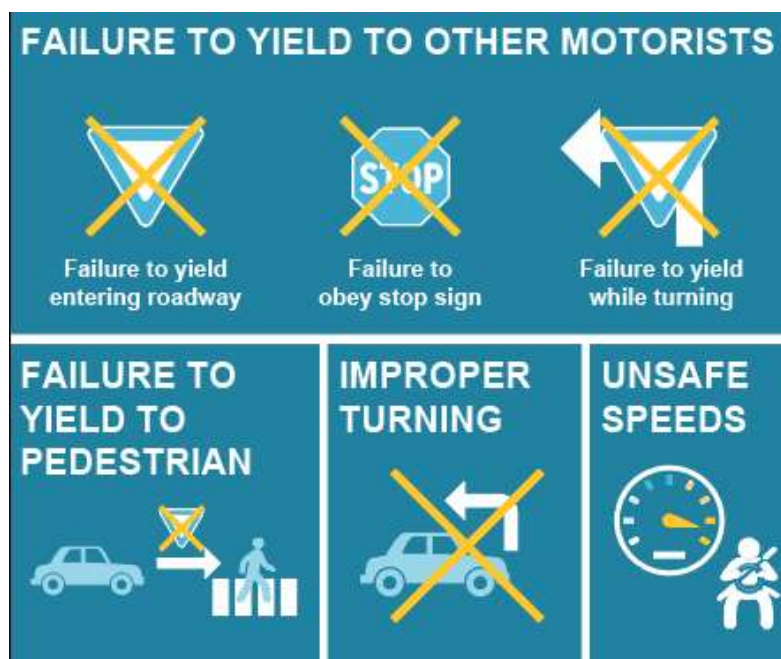 FAILURE TO YIELD TO OTHER MOTORISTS
STOP
Failure to yield
entering roadway
Failure to
obey stop sign
Failure to yield
while turning
FAILURE TO
YIELD TO
PEDESTRIAN
IMPROPER
TURNING
UNSAFE
SPEEDS